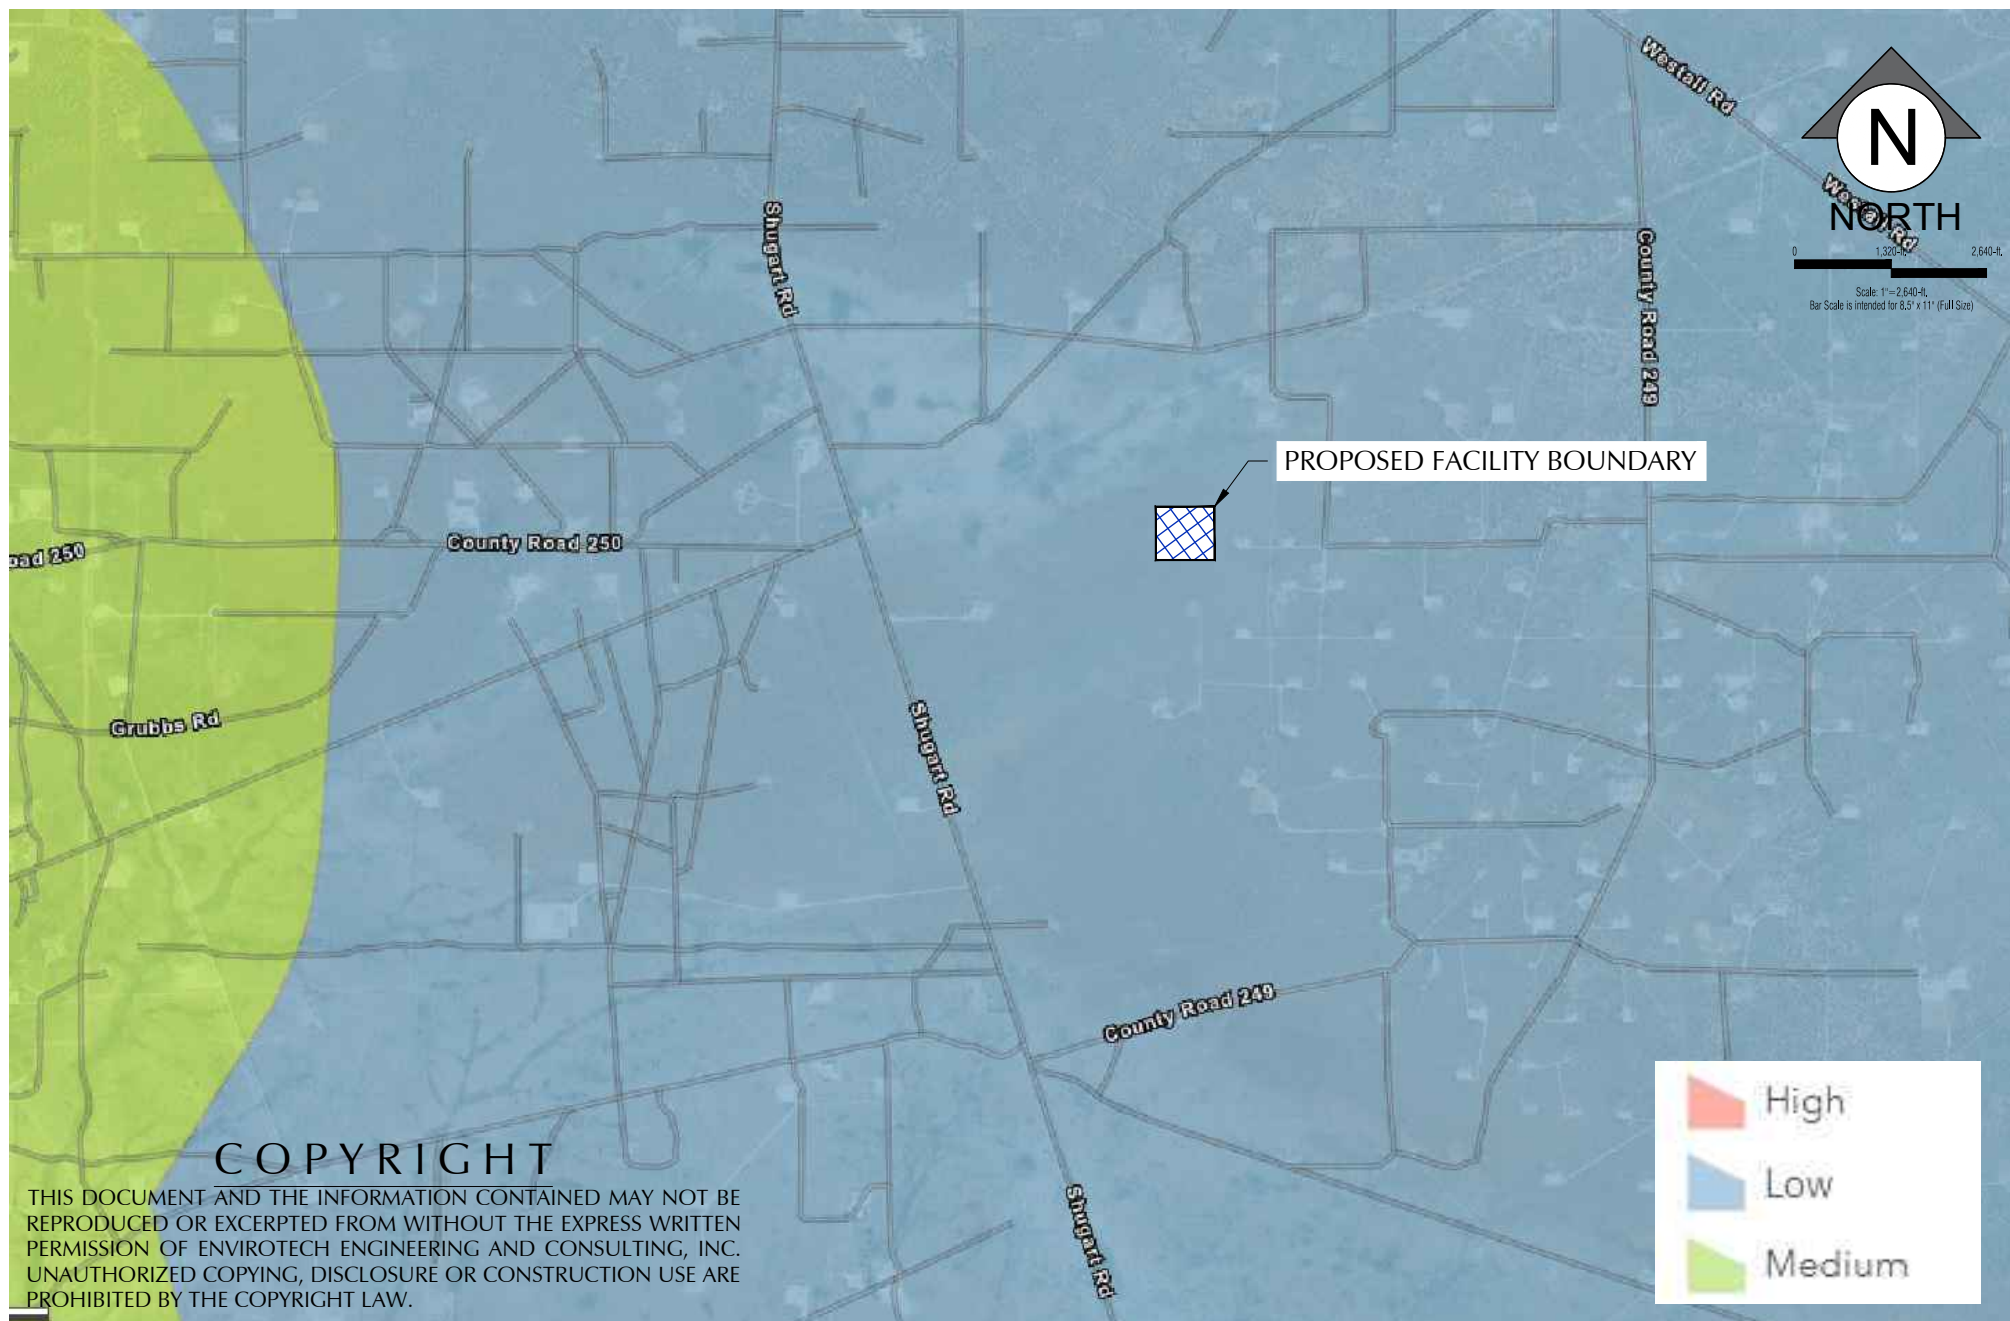 Westall Rd
N
Westall Rd
NORTH
0 1,320-ft. 2,640-ft.
Scale: 1"=2,640-ft.
Bar Scale is intended for 8.5" x 11" (Full Size)
Shugart Rd
County Road 249
PROPOSED FACILITY BOUNDARY
County Road 250
oad 250
Grubbs Rd
Shugart Rd
County Road 249
Shugart Rd
High
Low
Medium
COPYRIGHT
THIS DOCUMENT AND THE INFORMATION CONTAINED MAY NOT BE
REPRODUCED OR EXCERPTED FROM WITHOUT THE EXPRESS WRITTEN
PERMISSION OF ENVIROTECH ENGINEERING AND CONSULTING, INC.
UNAUTHORIZED COPYING, DISCLOSURE OR CONSTRUCTION USE ARE
PROHIBITED BY THE COPYRIGHT LAW.